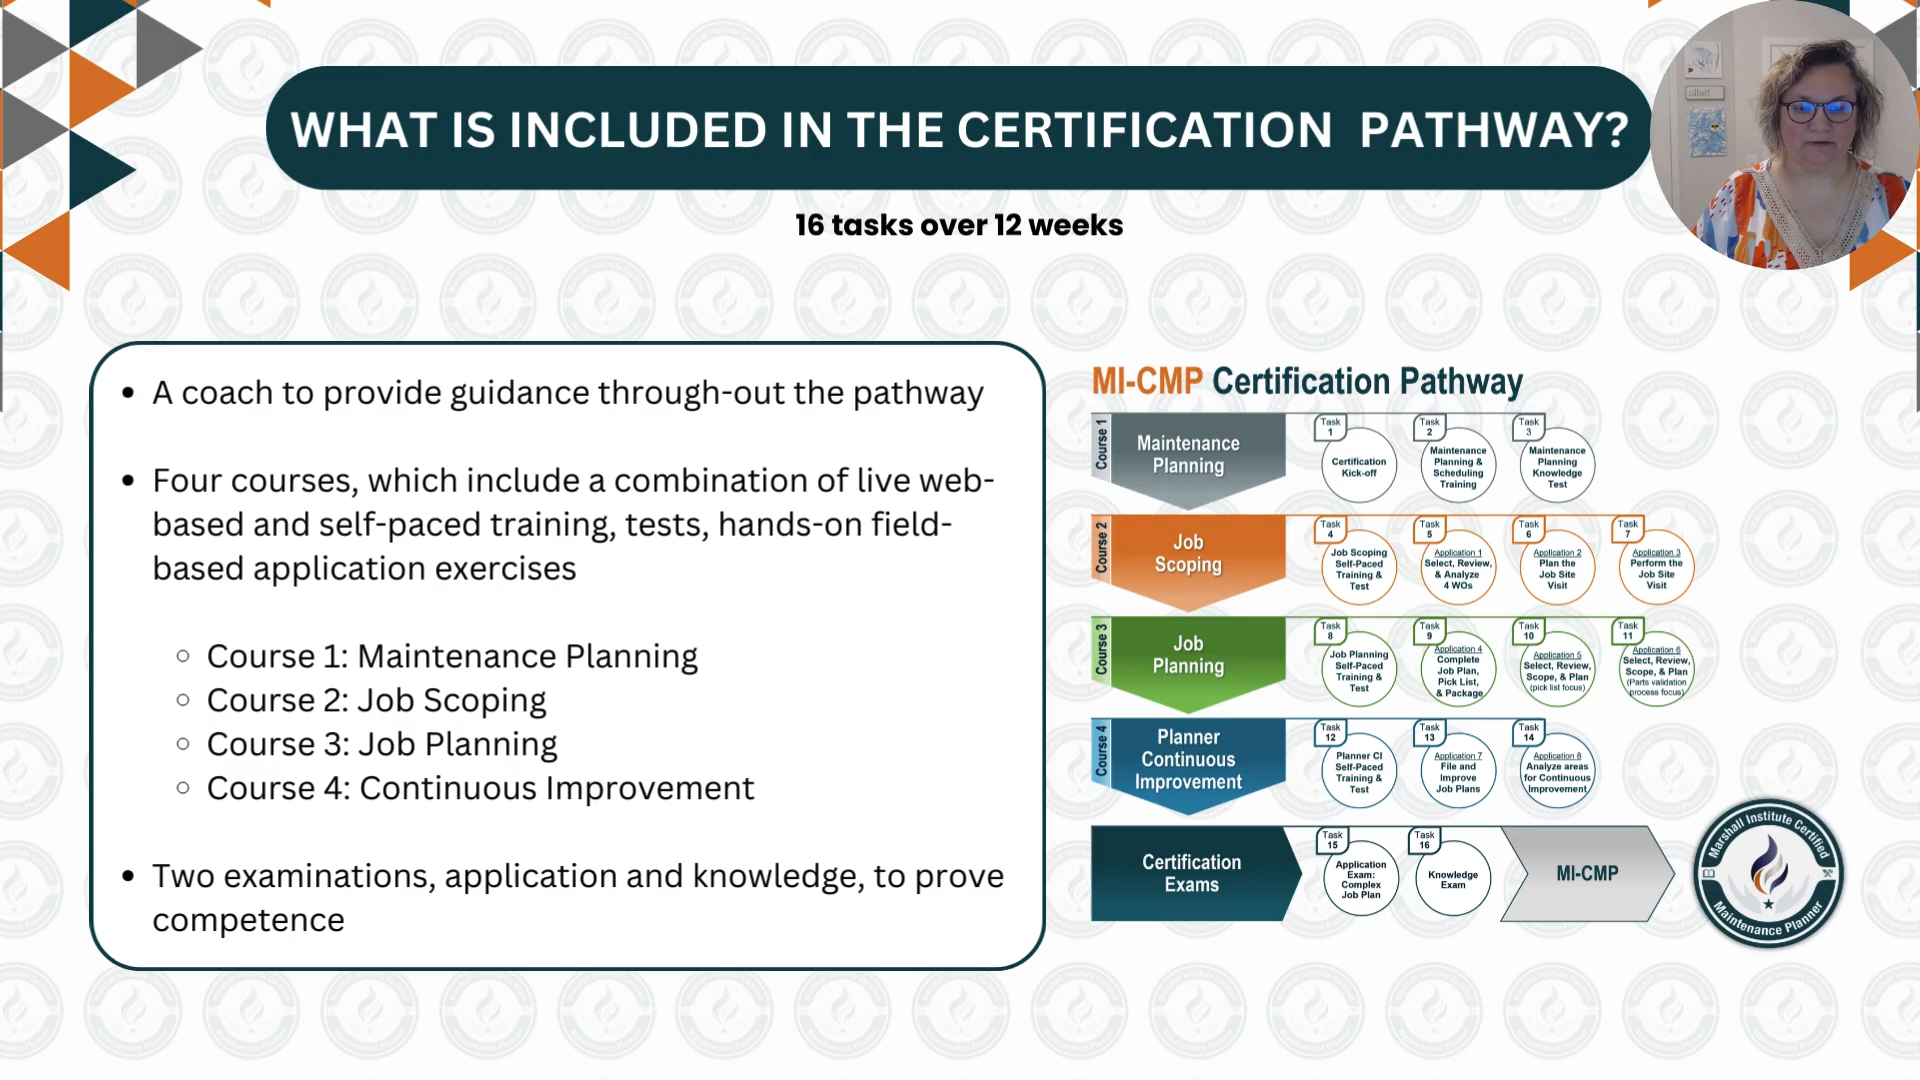 WHAT IS INCLUDED IN THE CERTIFICATION PATHWAY?
16 tasks over 12 weeks
• A coach to provide guidance through-out the pathway
• Four courses, which include a combination of live web-
based and self-paced training, tests, hands-on field-
based application exercises
○ Course 1: Maintenance Planning
○ Course 2: Job Scoping
○ Course 3: Job Planning
○ Course 4: Continuous Improvement
• Two examinations, application and knowledge, to prove
competence
MI-CMP Certification Pathway
Course 1
Maintenance
Planning
Task
1
Certification
Kick-off
Task
2
Maintenance
Planning &
Scheduling
Training
Task
3
Maintenance
Planning
Knowledge
Test
Course 2
Job
Scoping
Task
4
Job Scoping
Self-Paced
Training &
Test
Task
5
Application 1
Select, Review,
& Analyze
4 WOs
Task
6
Application 2
Plan the
Job Site
Visit
Task
7
Application 3
Perform the
Job Site
Visit
Course 3
Job
Planning
Task
8
Job Planning
Self-Paced
Training &
Test
Task
9
Application 4
Complete
Job Plan,
Pick List,
& Package
Task
10
Application 5
Select, Review,
Scope, & Plan
(pick list focus)
Task
11
Application 6
Select, Review,
Scope, & Plan
(Parts validation
process focus)
Course 4
Planner
Continuous
Improvement
Task
12
Planner CI
Self-Paced
Training &
Test
Task
13
Application 7
File and
Improve
Job Plans
Task
14
Application 8
Analyze areas
for Continuous
Improvement
Certification
Exams
Task
15
Application
Exam:
Complex
Job Plan
Task
16
Knowledge
Exam
MI-CMP
Marshall Institute Certified
Maintenance Planner